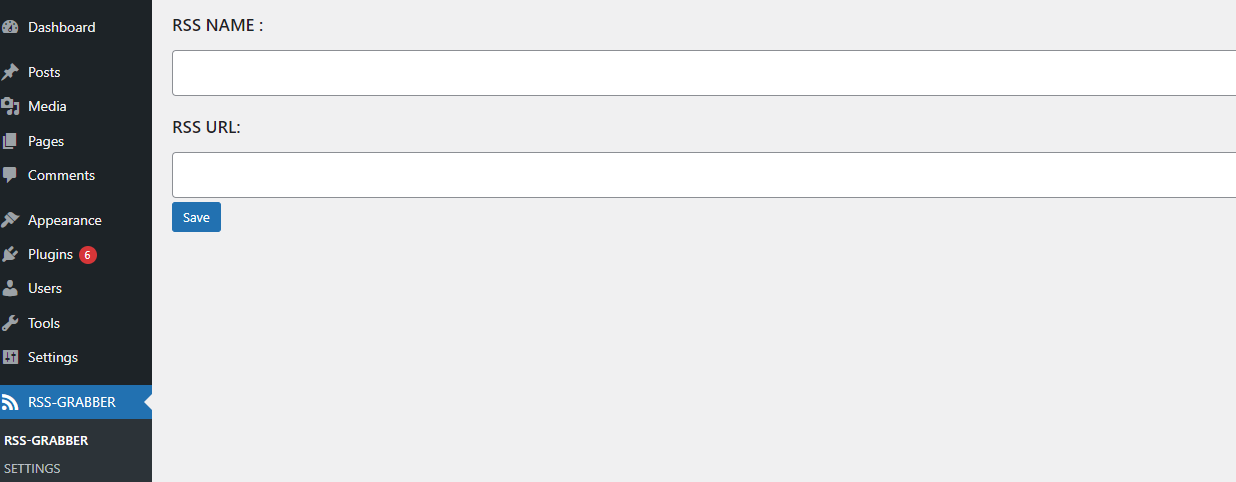 Dashboard
Posts
Media
Pages
Comments
Appearance
Plugins 6
Users
Tools
Settings
RSS-GRABBER
RSS-GRABBER
SETTINGS
RSS NAME :
RSS URL:
Save